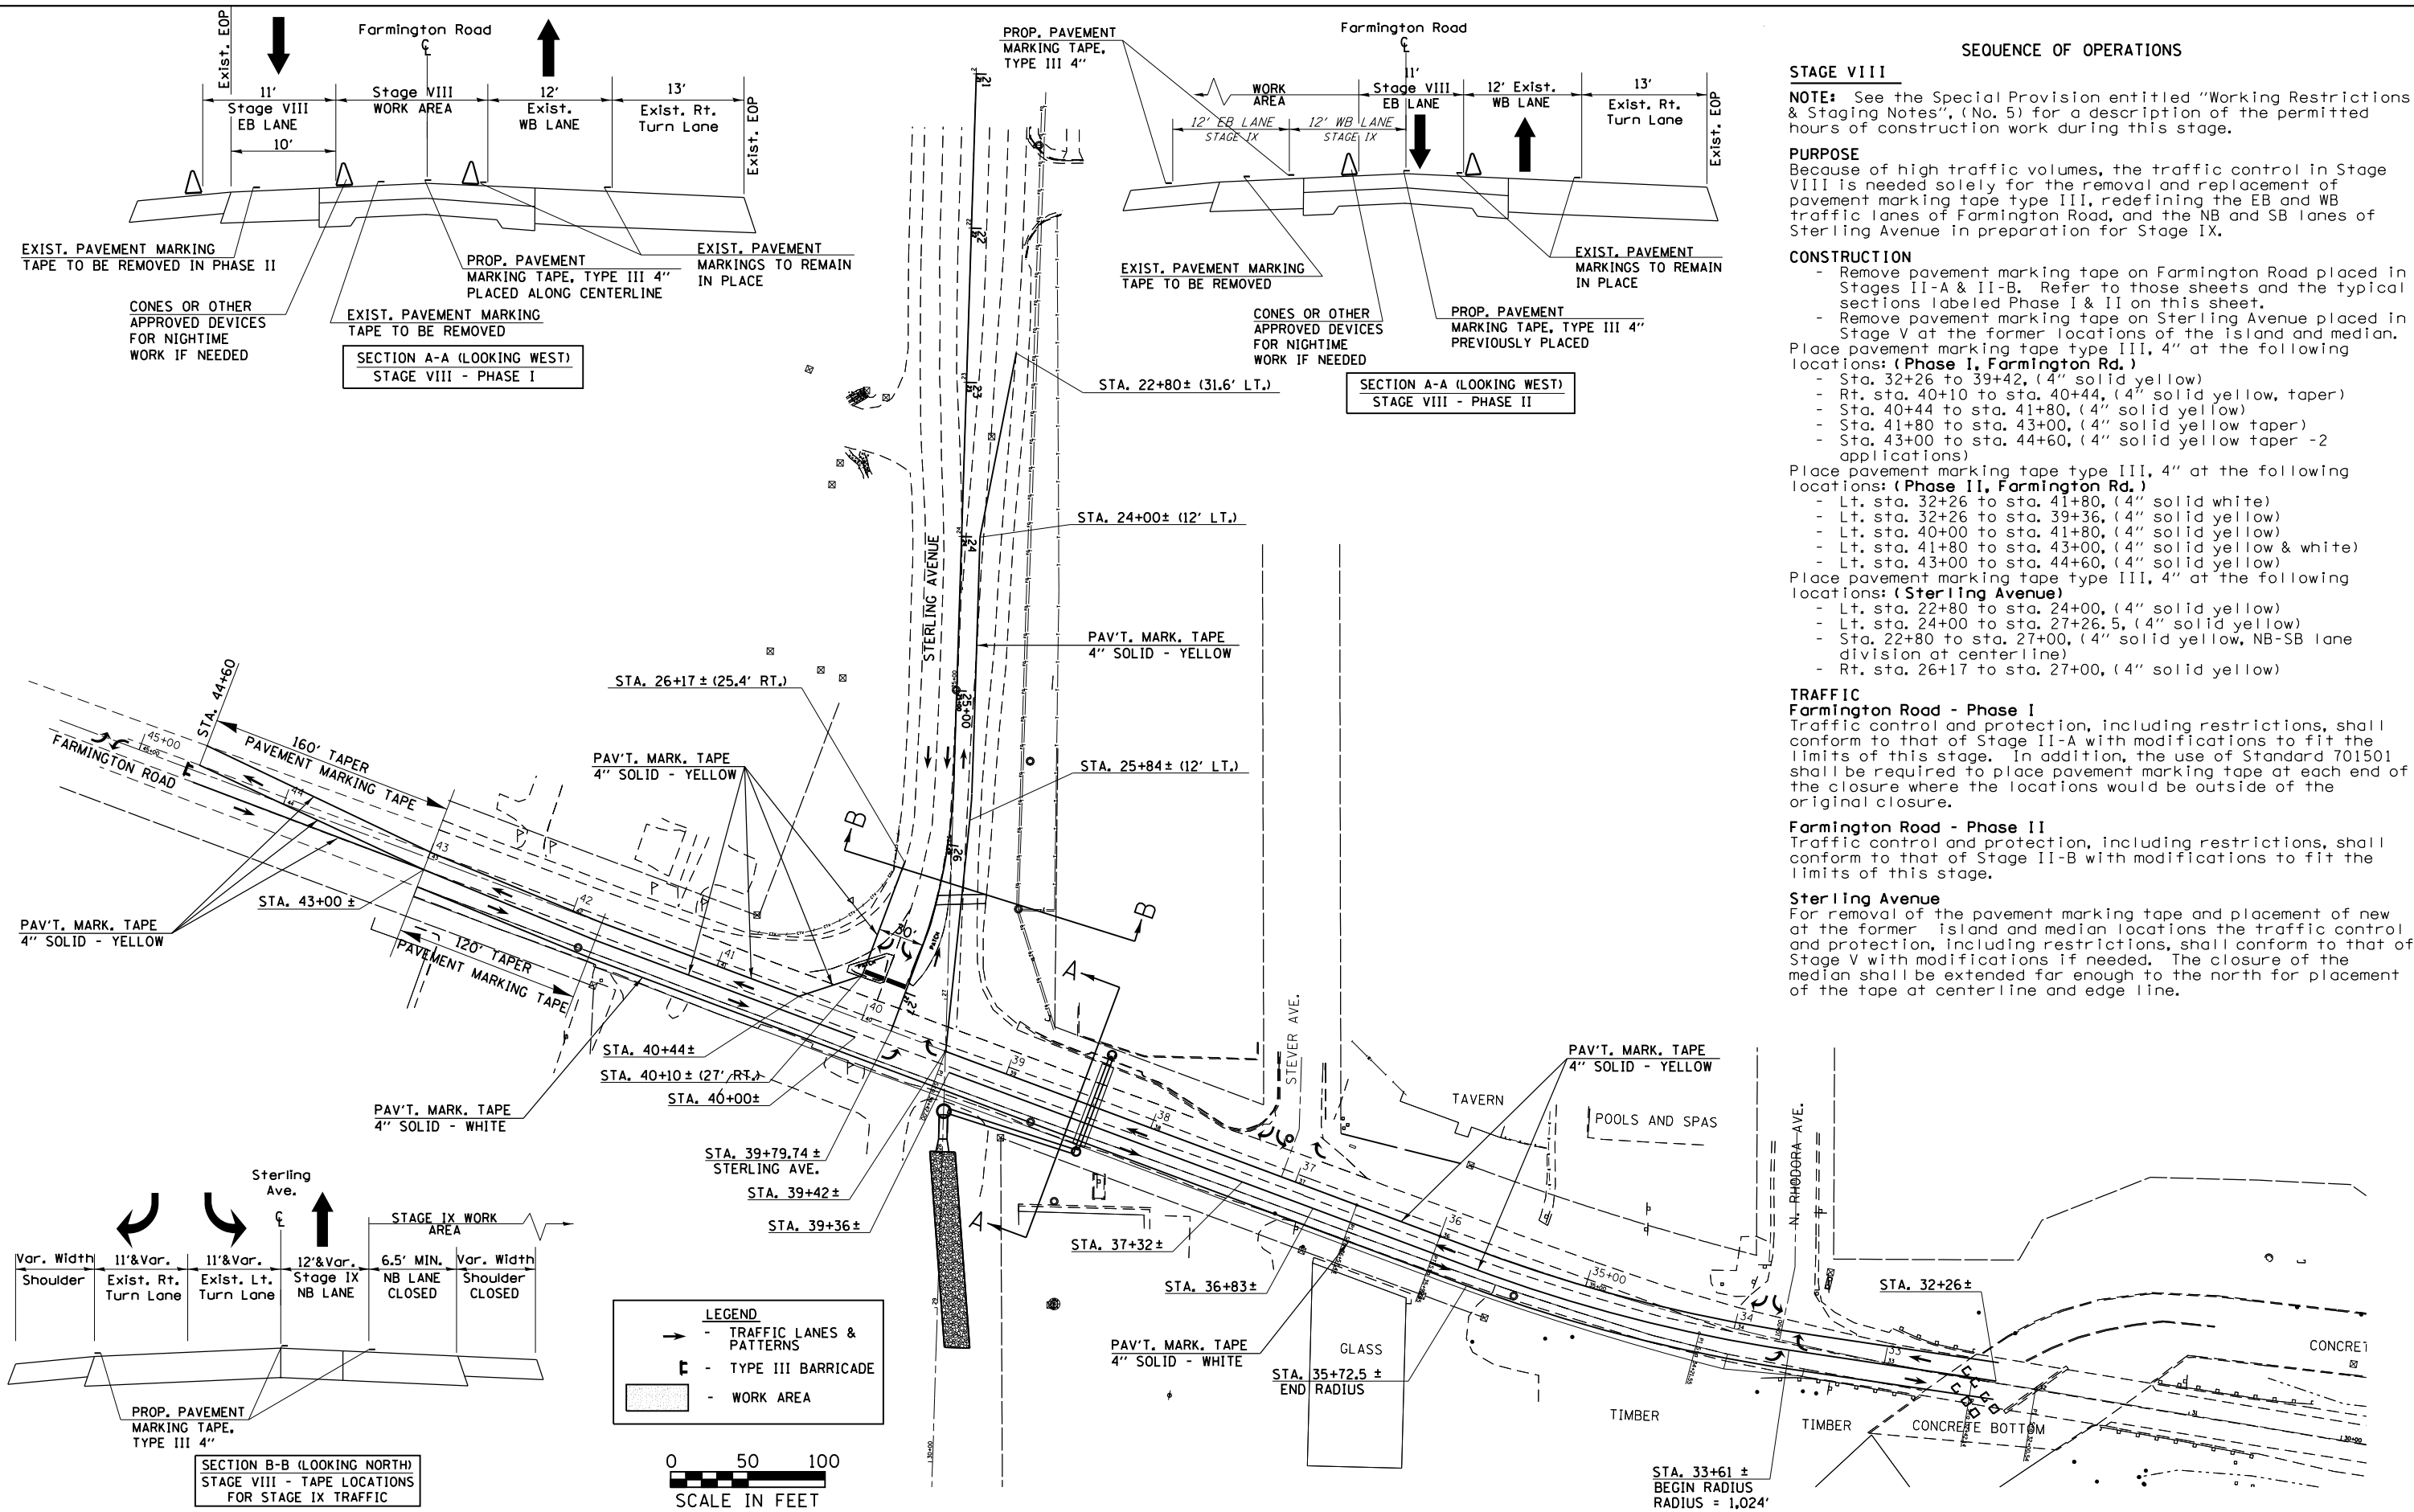 Exist. EOP
Farmington Road
℄
11'
Stage VIII
EB LANE
10'
Stage VIII
WORK AREA
12'
Exist.
WB LANE
13'
Exist. Rt.
Turn Lane
Exist. EOP
EXIST. PAVEMENT MARKING
TAPE TO BE REMOVED IN PHASE II
CONES OR OTHER
APPROVED DEVICES
FOR NIGHTIME
WORK IF NEEDED
EXIST. PAVEMENT MARKING
TAPE TO BE REMOVED
PROP. PAVEMENT
MARKING TAPE, TYPE III 4"
PLACED ALONG CENTERLINE
EXIST. PAVEMENT
MARKINGS TO REMAIN
IN PLACE
SECTION A-A (LOOKING WEST)
STAGE VIII - PHASE I
PROP. PAVEMENT
MARKING TAPE,
TYPE III 4"
Farmington Road
℄
WORK
AREA
11'
Stage VIII
EB LANE
12' Exist.
WB LANE
13'
Exist. Rt.
Turn Lane
Exist. EOP
12' EB LANE
STAGE IX
12' WB LANE
STAGE IX
EXIST. PAVEMENT MARKING
TAPE TO BE REMOVED
CONES OR OTHER
APPROVED DEVICES
FOR NIGHTIME
WORK IF NEEDED
PROP. PAVEMENT
MARKING TAPE, TYPE III 4"
PREVIOUSLY PLACED
EXIST. PAVEMENT
MARKINGS TO REMAIN
IN PLACE
SECTION A-A (LOOKING WEST)
STAGE VIII - PHASE II
SEQUENCE OF OPERATIONS
STAGE VIII
NOTE: See the Special Provision entitled "Working Restrictions
& Staging Notes", (No. 5) for a description of the permitted
hours of construction work during this stage.
PURPOSE
Because of high traffic volumes, the traffic control in Stage
VIII is needed solely for the removal and replacement of
pavement marking tape type III, redefining the EB and WB
traffic lanes of Farmington Road, and the NB and SB lanes of
Sterling Avenue in preparation for Stage IX.
CONSTRUCTION
- Remove pavement marking tape on Farmington Road placed in
Stages II-A & II-B. Refer to those sheets and the typical
sections labeled Phase I & II on this sheet.
- Remove pavement marking tape on Sterling Avenue placed in
Stage V at the former locations of the island and median.
Place pavement marking tape type III, 4" at the following
locations: (Phase I, Farmington Rd.)
- Sta. 32+26 to 39+42, (4" solid yellow)
- Rt. sta. 40+10 to sta. 40+44, (4" solid yellow, taper)
- Sta. 40+44 to sta. 41+80, (4" solid yellow)
- Sta. 41+80 to sta. 43+00, (4" solid yellow taper)
- Sta. 43+00 to sta. 44+60, (4" solid yellow taper -2
applications)
Place pavement marking tape type III, 4" at the following
locations: (Phase II, Farmington Rd.)
- Lt. sta. 32+26 to sta. 41+80, (4" solid white)
- Lt. sta. 32+26 to sta. 39+36, (4" solid yellow)
- Lt. sta. 40+00 to sta. 41+80, (4" solid yellow)
- Lt. sta. 41+80 to sta. 43+00, (4" solid yellow & white)
- Lt. sta. 43+00 to sta. 44+60, (4" solid yellow)
Place pavement marking tape type III, 4" at the following
locations: (Sterling Avenue)
- Lt. sta. 22+80 to sta. 24+00, (4" solid yellow)
- Lt. sta. 24+00 to sta. 27+26.5, (4" solid yellow)
- Sta. 22+80 to sta. 27+00, (4" solid yellow, NB-SB lane
division at centerline)
- Rt. sta. 26+17 to sta. 27+00, (4" solid yellow)
TRAFFIC
Farmington Road - Phase I
Traffic control and protection, including restrictions, shall
conform to that of Stage II-A with modifications to fit the
limits of this stage. In addition, the use of Standard 701501
shall be required to place pavement marking tape at each end of
the closure where the locations would be outside of the
original closure.
Farmington Road - Phase II
Traffic control and protection, including restrictions, shall
conform to that of Stage II-B with modifications to fit the
limits of this stage.
Sterling Avenue
For removal of the pavement marking tape and placement of new
at the former island and median locations the traffic control
and protection, including restrictions, shall conform to that of
Stage V with modifications if needed. The closure of the
median shall be extended far enough to the north for placement
of the tape at centerline and edge line.
21
22
23
24
25+00
26
27
STA. 22+80± (31.6' LT.)
STA. 24+00± (12' LT.)
STERLING AVENUE
PAV'T. MARK. TAPE
4" SOLID - YELLOW
STA. 25+84± (12' LT.)
STA. 26+17 ± (25.4' RT.)
PAV'T. MARK. TAPE
4" SOLID - YELLOW
STA. 44+60
160' TAPER
PAVEMENT MARKING TAPE
FARMINGTON ROAD
45+00
44
43
42
41
40
39
38
37
36
35+00
34
33
B
B
30'
PATCH
PATCH
STA. 43+00 ±
PAV'T. MARK. TAPE
4" SOLID - YELLOW
120' TAPER
PAVEMENT MARKING TAPE
A
A
STA. 40+44±
STA. 40+10 ± (27' RT.)
STA. 40+00±
PAV'T. MARK. TAPE
4" SOLID - WHITE
STA. 39+79.74 ±
STERLING AVE.
STA. 39+42 ±
STA. 39+36±
STEVER AVE.
TAVERN
PAV'T. MARK. TAPE
4" SOLID - YELLOW
POOLS AND SPAS
N. RHODORA AVE.
STA. 37+32±
STA. 36+83±
PAV'T. MARK. TAPE
4" SOLID - WHITE
GLASS
STA. 35+72.5 ±
END RADIUS
STA. 32+26±
TIMBER
TIMBER
CONCRETE BOTTOM
CONCRET
STA. 33+61 ±
BEGIN RADIUS
RADIUS = 1,024'
Sterling
Ave.
℄
STAGE IX WORK
AREA
Var. Width
Shoulder
11'&Var.
Exist. Rt.
Turn Lane
11'&Var.
Exist. Lt.
Turn Lane
12'&Var.
Stage IX
NB LANE
6.5' MIN.
NB LANE
CLOSED
Var. Width
Shoulder
CLOSED
PROP. PAVEMENT
MARKING TAPE,
TYPE III 4"
SECTION B-B (LOOKING NORTH)
STAGE VIII - TAPE LOCATIONS
FOR STAGE IX TRAFFIC
LEGEND
- TRAFFIC LANES &
PATTERNS
- TYPE III BARRICADE
- WORK AREA
0 50 100
SCALE IN FEET